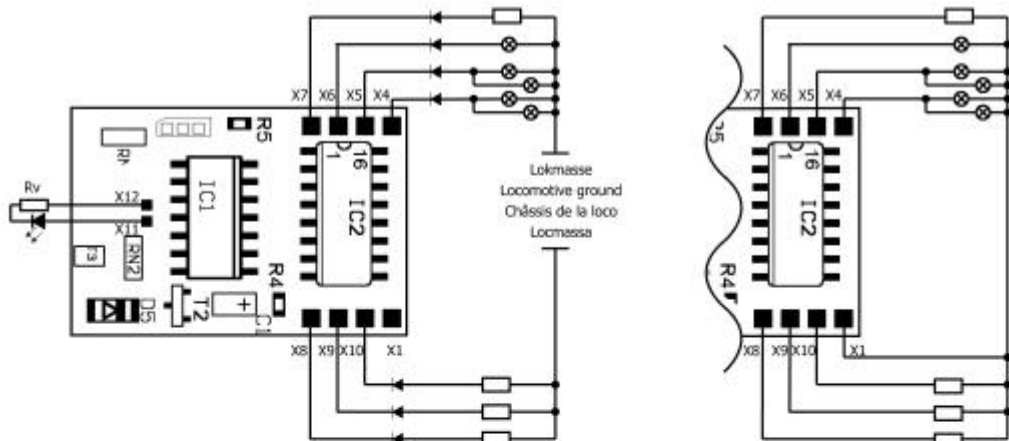 X7
X6
X5
X4
R5
1
16
IC1
IC2
Rv
X12
X11
RN2
R4
D5
T2
+
C1
X8
X9
X10
X1
Lokmasse
Locomotive ground
Châssis de la loco
Locmassa
X7
X6
X5
X4
1
16
IC2
R4
X8
X9
X10
X1